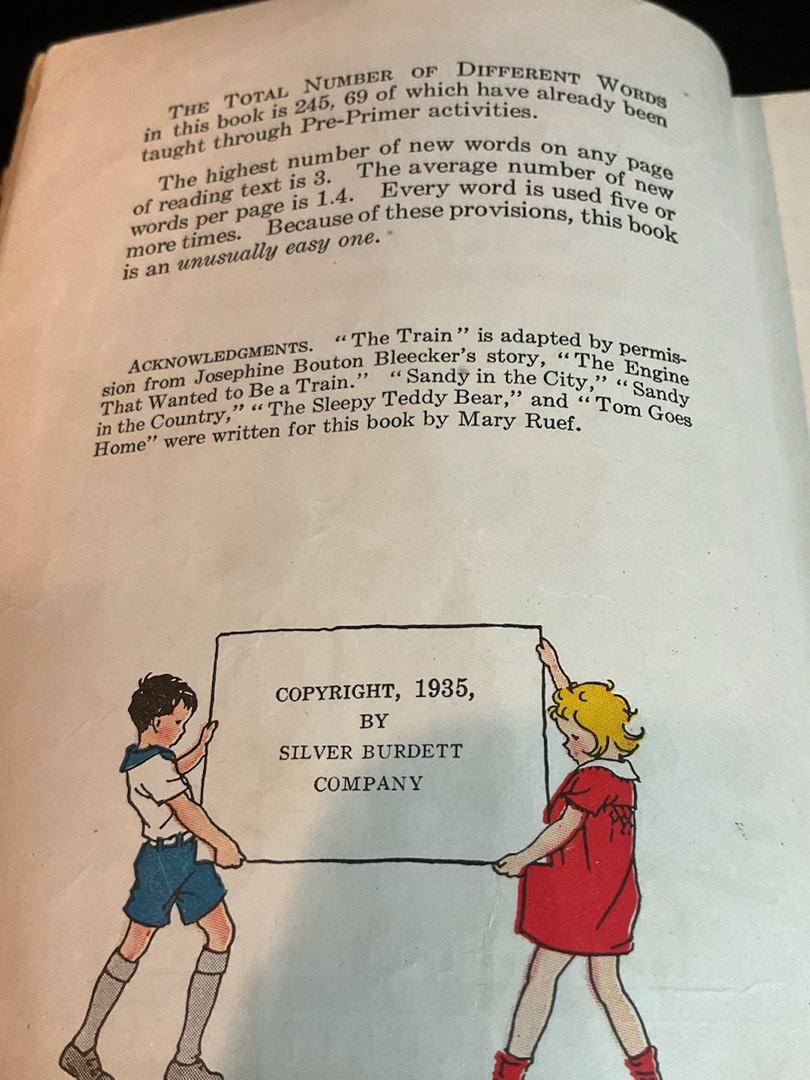 THE TOTAL NUMBER OF DIFFERENT WORDS
in this book is 245, 69 of which have already been
taught through Pre-Primer activities.
The highest number of new words on any page
of reading text is 3. The average number of new
words per page is 1.4. Every word is used five or
more times. Because of these provisions, this book
is an unusually easy one.
ACKNOWLEDGMENTS. “The Train” is adapted by permis-
sion from Josephine Bouton Bleecker's story, “The Engine
That Wanted to Be a Train.” “Sandy in the City,” “Sandy
in the Country,” “The Sleepy Teddy Bear,” and “Tom Goes
Home” were written for this book by Mary Ruef.
COPYRIGHT, 1935,
BY
SILVER BURDETT
COMPANY